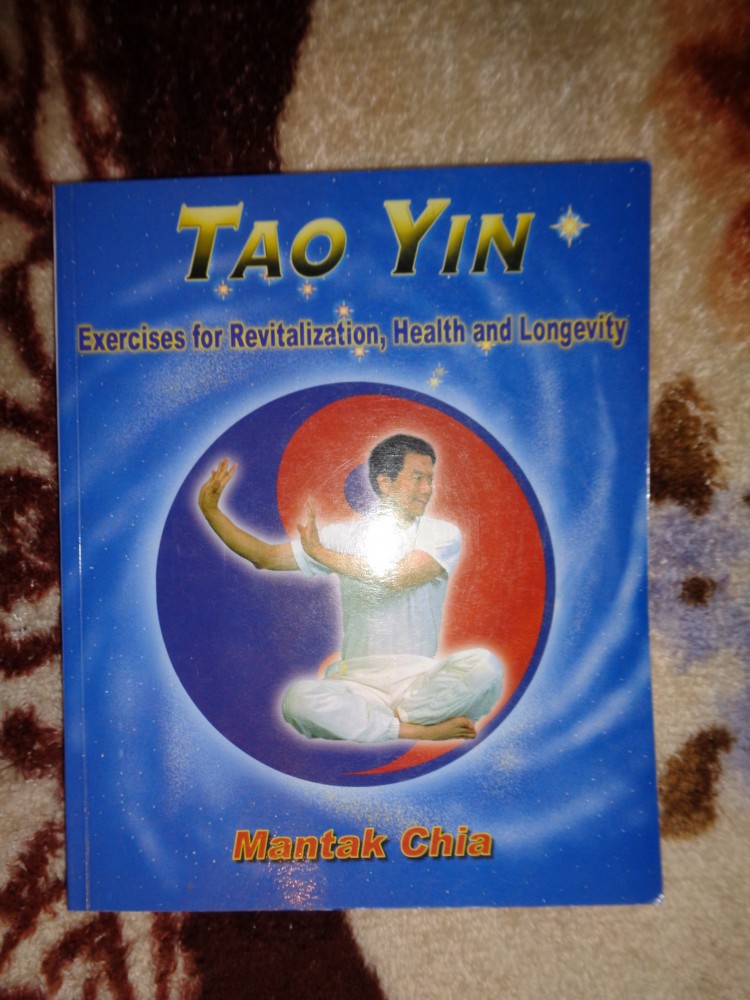 TAO YIN
Exercises for Revitalization, Health and Longevity
Mantak Chia